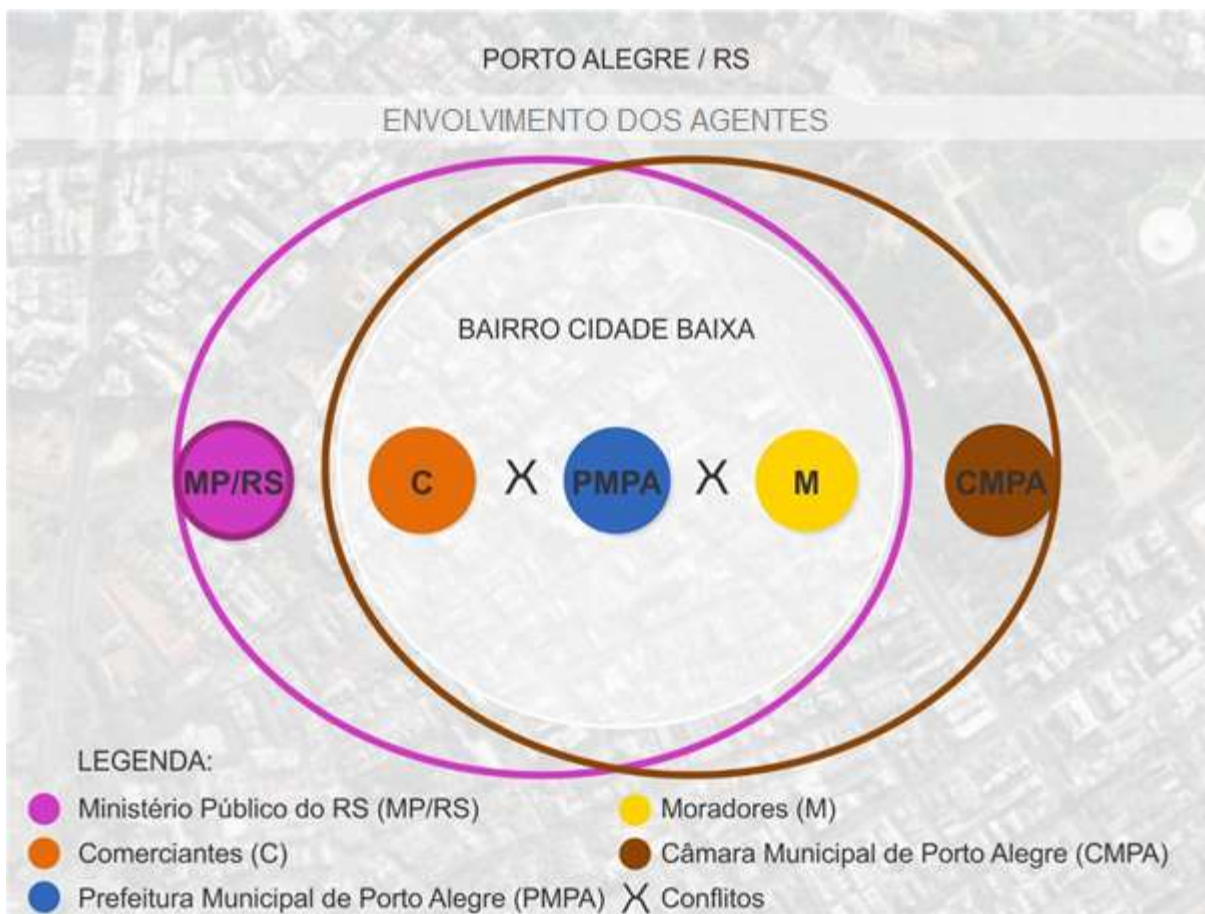 PORTO ALEGRE / RS
ENVOLVIMENTO DOS AGENTES
BAIRRO CIDADE BAIXA
MP/RS C PMPA M CMPA
LEGENDA:
Ministério Público do RS (MP/RS) Moradores (M)
Comerciantes (C) Câmara Municipal de Porto Alegre (CMPA)
Prefeitura Municipal de Porto Alegre (PMPA) Conflitos